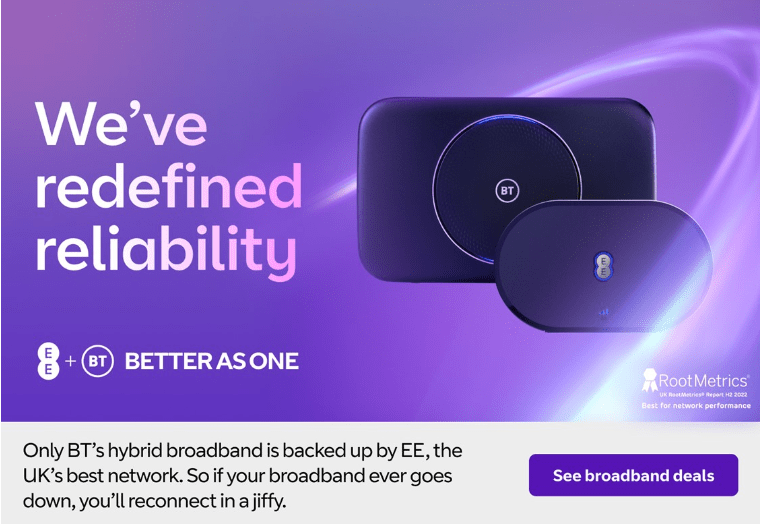 We've
redefined
reliability
BT
E
E
E
E
+ BT BETTER AS ONE
RootMetrics®
UK RootMetrics® Report H2 2022
Best for network performance
Only BT's hybrid broadband is backed up by EE, the
UK's best network. So if your broadband ever goes
down, you'll reconnect in a jiffy.
See broadband deals